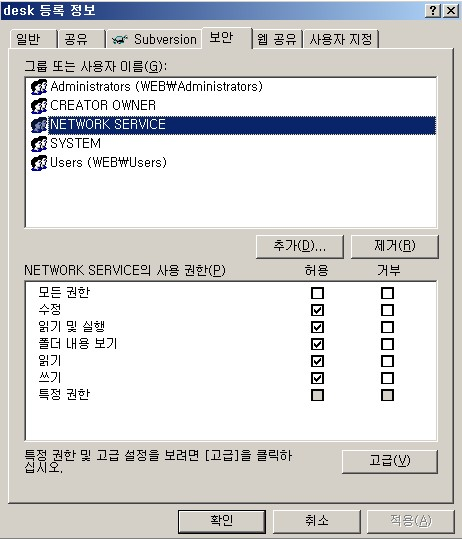 desk 등록 정보
일반 공유 Subversion 보안 웹 공유 사용자 지정
그룹 또는 사용자 이름(G):
Administrators (WEB₩Administrators)
CREATOR OWNER
NETWORK SERVICE
SYSTEM
Users (WEB₩Users)
추가(D)... 제거(R)
NETWORK SERVICE의 사용 권한(P) 허용 거부
모든 권한
수정
읽기 및 실행
폴더 내용 보기
읽기
쓰기
특정 권한
특정 권한 및 고급 설정을 보려면 [고급]을 클릭하
십시오.
고급(V)
확인 취소 적용(A)